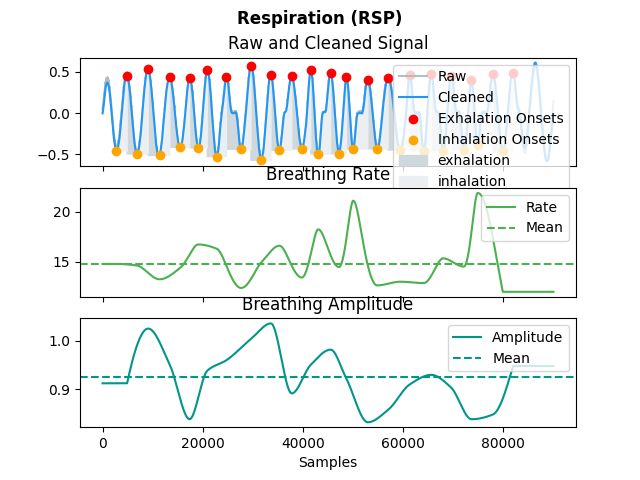 Respiration (RSP)
Raw and Cleaned Signal
0.5
0.0
−0.5
Raw
Cleaned
Exhalation Onsets
Inhalation Onsets
exhalation
inhalation
Breathing Rate
20
15
Rate
Mean
Breathing Amplitude
1.0
0.9
Amplitude
Mean
0
20000
40000
60000
80000
Samples